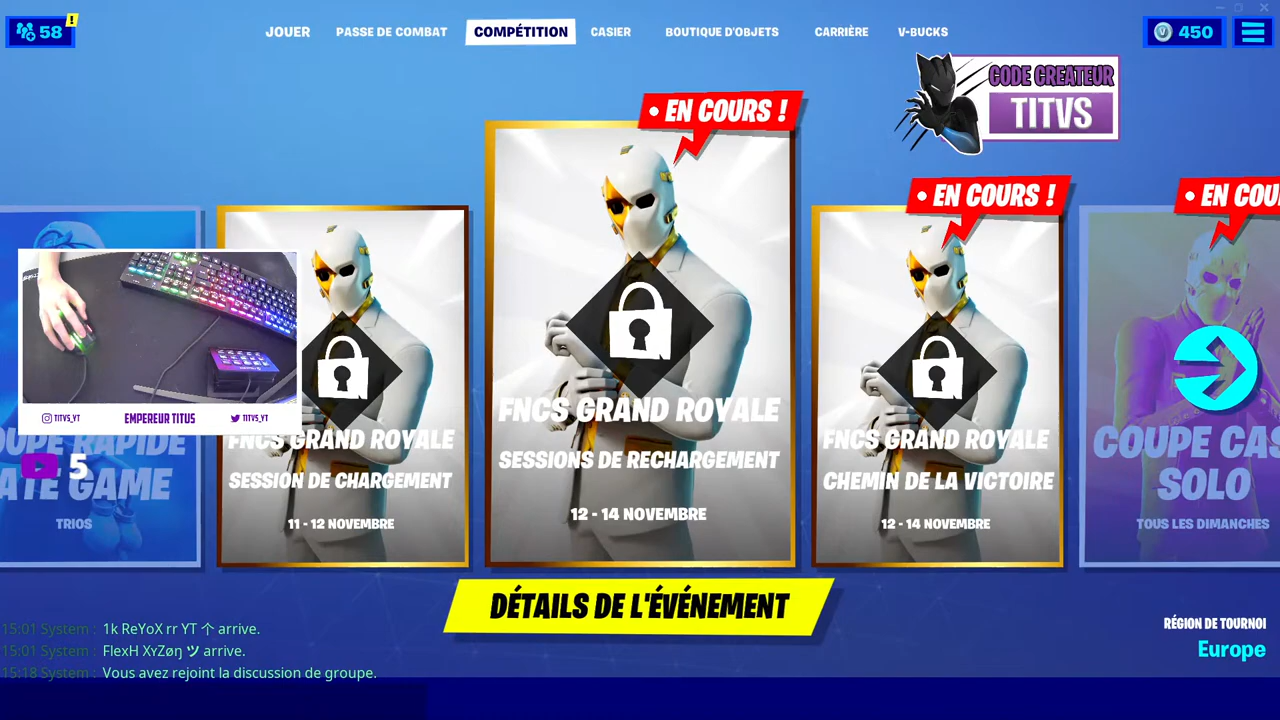 58
!
JOUER
PASSE DE COMBAT
COMPÉTITION
CASIER
BOUTIQUE D'OBJETS
CARRIÈRE
V-BUCKS
450
CODE CREATEUR
TITVS
EN COURS !
EN COURS !
EN COU
TITVS_YT
EMPEREUR TITUS
TITVS_YT
5
OUPE RAPIDE
ATE GAME
TRIOS
FNCS GRAND ROYALE
SESSION DE CHARGEMENT
11 - 12 NOVEMBRE
FNCS GRAND ROYALE
SESSIONS DE RECHARGEMENT
12 - 14 NOVEMBRE
FNCS GRAND ROYALE
CHEMIN DE LA VICTOIRE
12 - 14 NOVEMBRE
COUPE CAS
SOLO
TOUS LES DIMANCHES
DÉTAILS DE L'ÉVÉNEMENT
15:01 System : 1k ReYoX rr YT 个 arrive.
15:01 System : FlexH XʏZøŋ ツ arrive.
15:18 System : Vous avez rejoint la discussion de groupe.
RÉGION DE TOURNOI
Europe